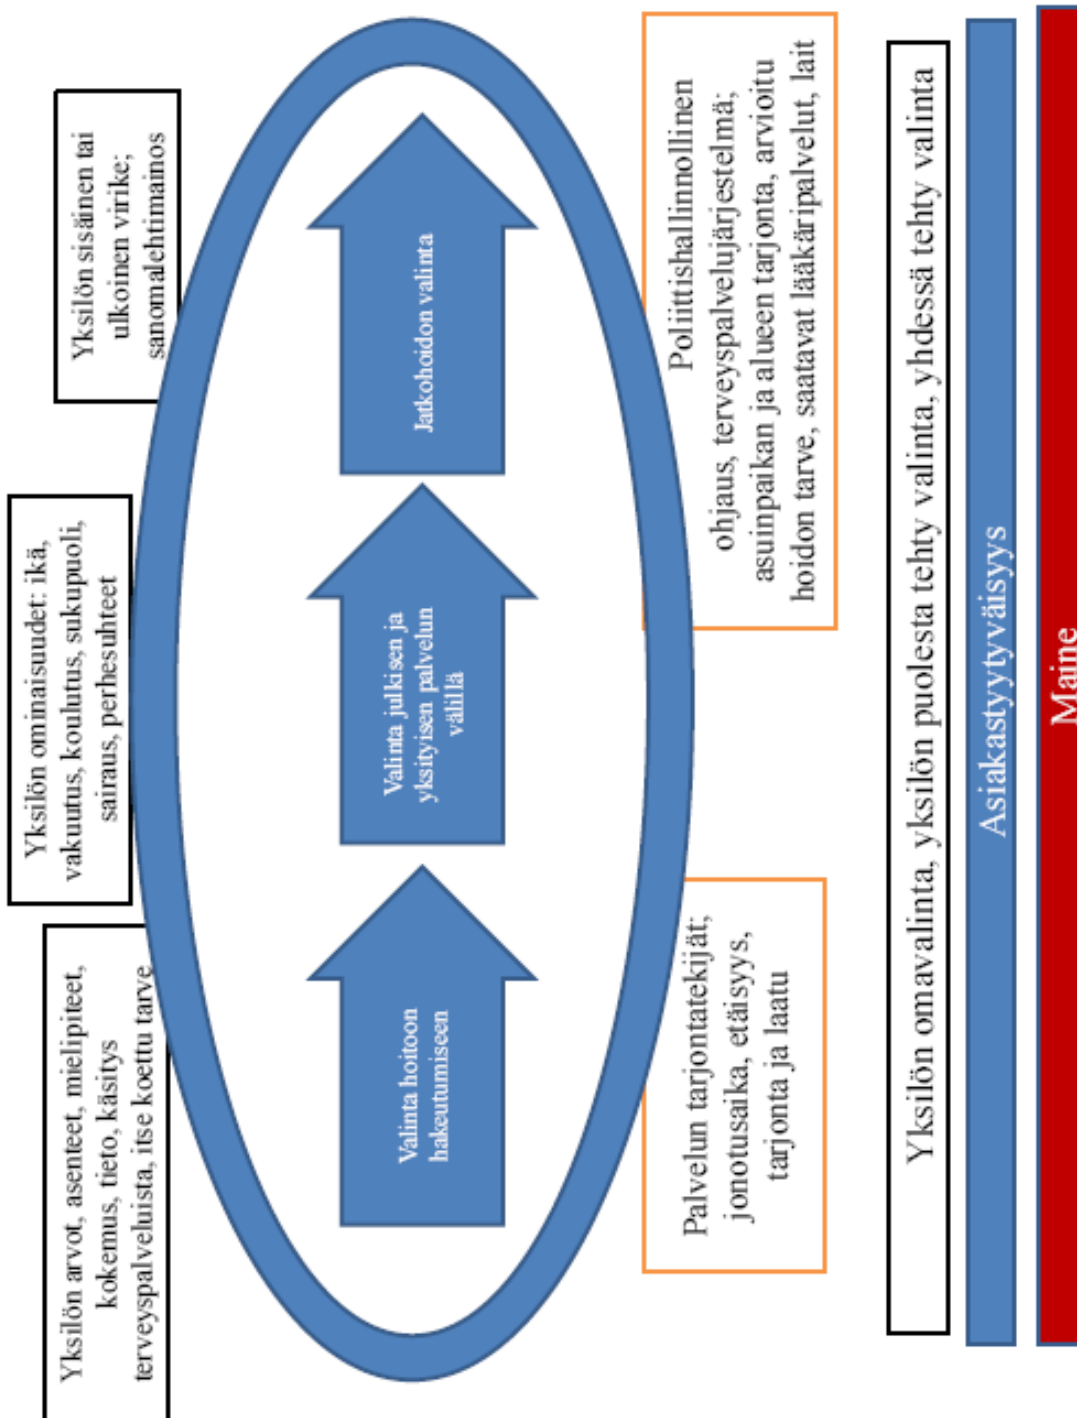 Yksilön arvot, asenteet, mielipiteet,
kokemus, tieto, käsitys
terveyspalveluista, itse koettu tarve
Yksilön ominaisuudet: ikä,
vakuutus, koulutus, sukupuoli,
sairaus, perhesuhteet
Yksilön sisäinen tai
ulkoinen virike;
sanomalehtimainos
Valinta hoitoon
hakeutumiseen
Valinta julkisen ja
yksityisen palvelun
välillä
Jatkohoidon valinta
Palvelun tarjontatekijät;
jonotusaika, etäisyys,
tarjonta ja laatu
Poliittishallinnollinen
ohjaus, terveyspalvelujärjestelmä;
asuinpaikan ja alueen tarjonta, arvioitu
hoidon tarve, saatavat lääkäripalvelut, lait
Yksilön omavalinta, yksilön puolesta tehty valinta, yhdessä tehty valinta
Asiakastyytyväisyys
Maine